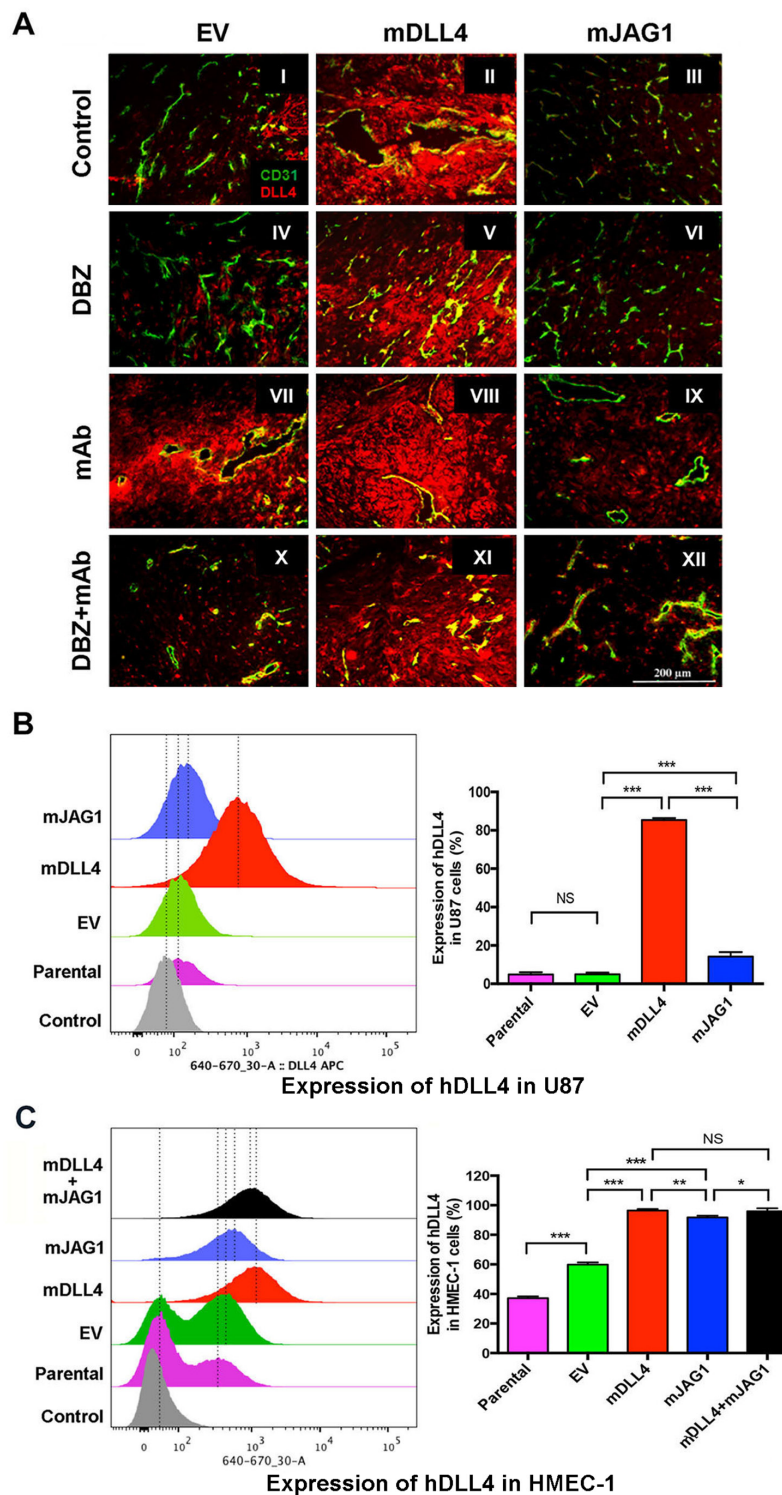 A
EV mDLL4 mJAG1
Control
I
II
III
CD31
DLL4
DBZ
IV
V
VI
mAb
VII
VIII
IX
DBZ+mAb
X
XI
XII
200 µm
B
mJAG1
mDLL4
EV
Parental
Control
0 10² 10³ 10⁴ 10⁵
640-670_30-A :: DLL4 APC
Expression of hDLL4
in U87 cells (%)
100
80
60
40
20
0
NS
***
***
***
Parental EV mDLL4 mJAG1
Expression of hDLL4 in U87
C
mDLL4
+
mJAG1
mJAG1
mDLL4
EV
Parental
Control
0 10² 10³ 10⁴ 10⁵
640-670_30-A
Expression of hDLL4
in HMEC-1 cells (%)
120
100
80
60
40
20
0
NS
***
***
**
*
***
Parental EV mDLL4 mJAG1 mDLL4+mJAG1
Expression of hDLL4 in HMEC-1